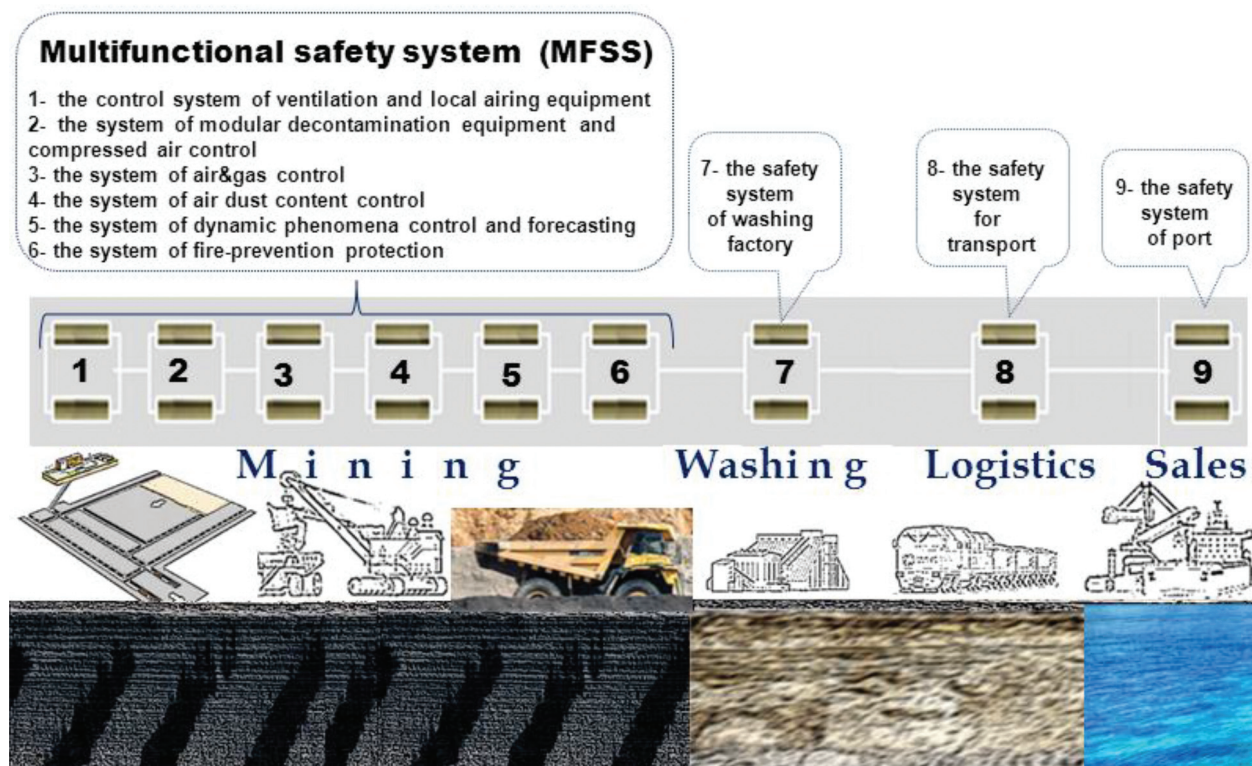 Multifunctional safety system (MFSS)
1- the control system of ventilation and local airing equipment
2- the system of modular decontamination equipment and
compressed air control
3- the system of air&gas control
4- the system of air dust content control
5- the system of dynamic phenomena control and forecasting
6- the system of fire-prevention protection
7- the safety
system
of washing
factory
8- the safety
system
for
transport
9- the safety
system
of port
1 2 3 4 5 6 7 8 9
Mining Washing Logistics Sales